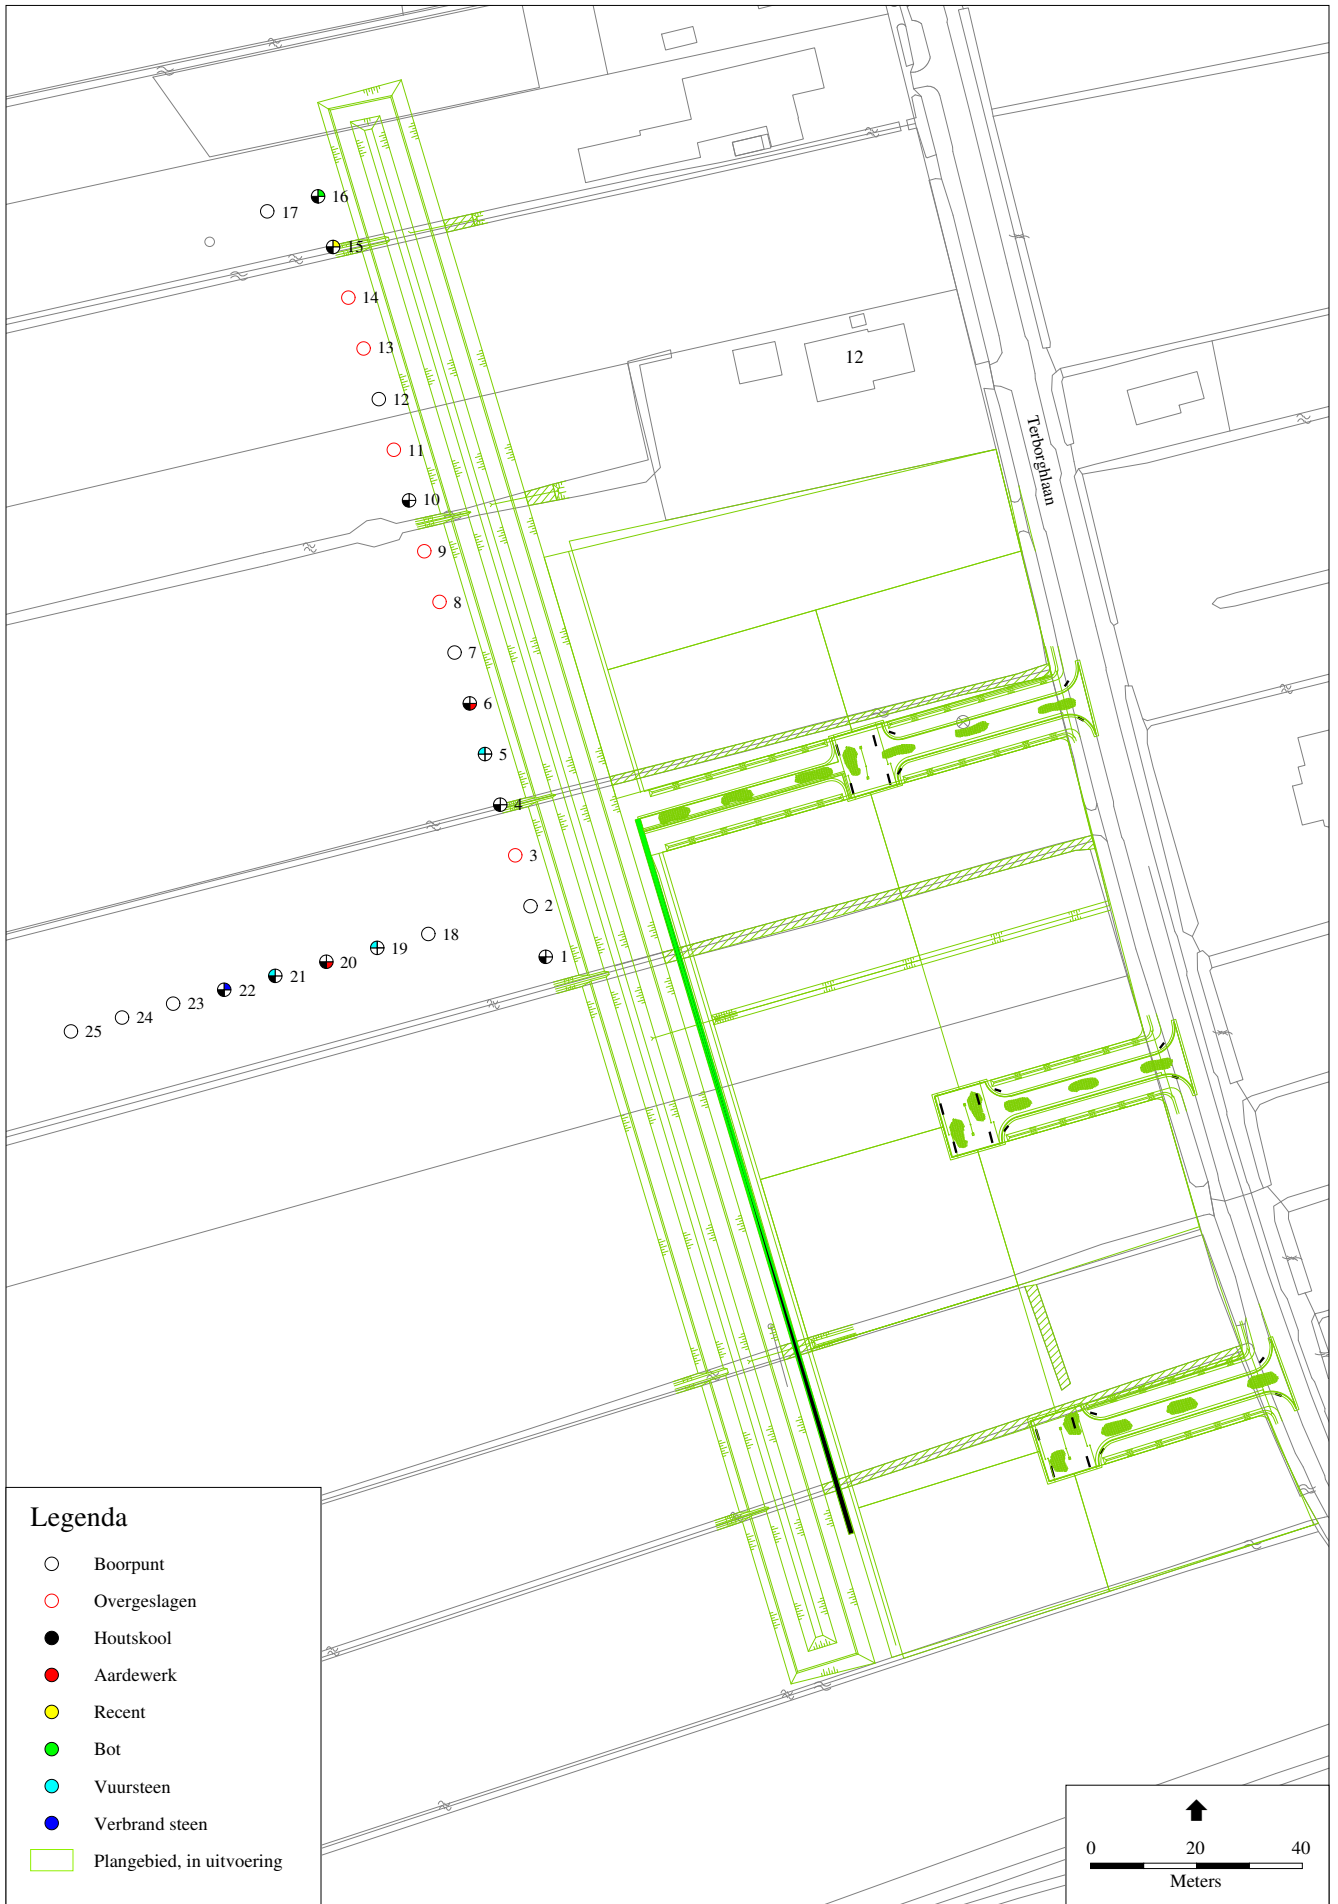 16
17
15
14
13
12
12
11
10
9
8
7
6
5
4
3
2
1
18
19
20
21
22
23
24
25
Terborghlaan
Legenda
Boorpunt
Overgeslagen
Houtskool
Aardewerk
Recent
Bot
Vuursteen
Verbrand steen
Plangebied, in uitvoering
0 20 40
Meters